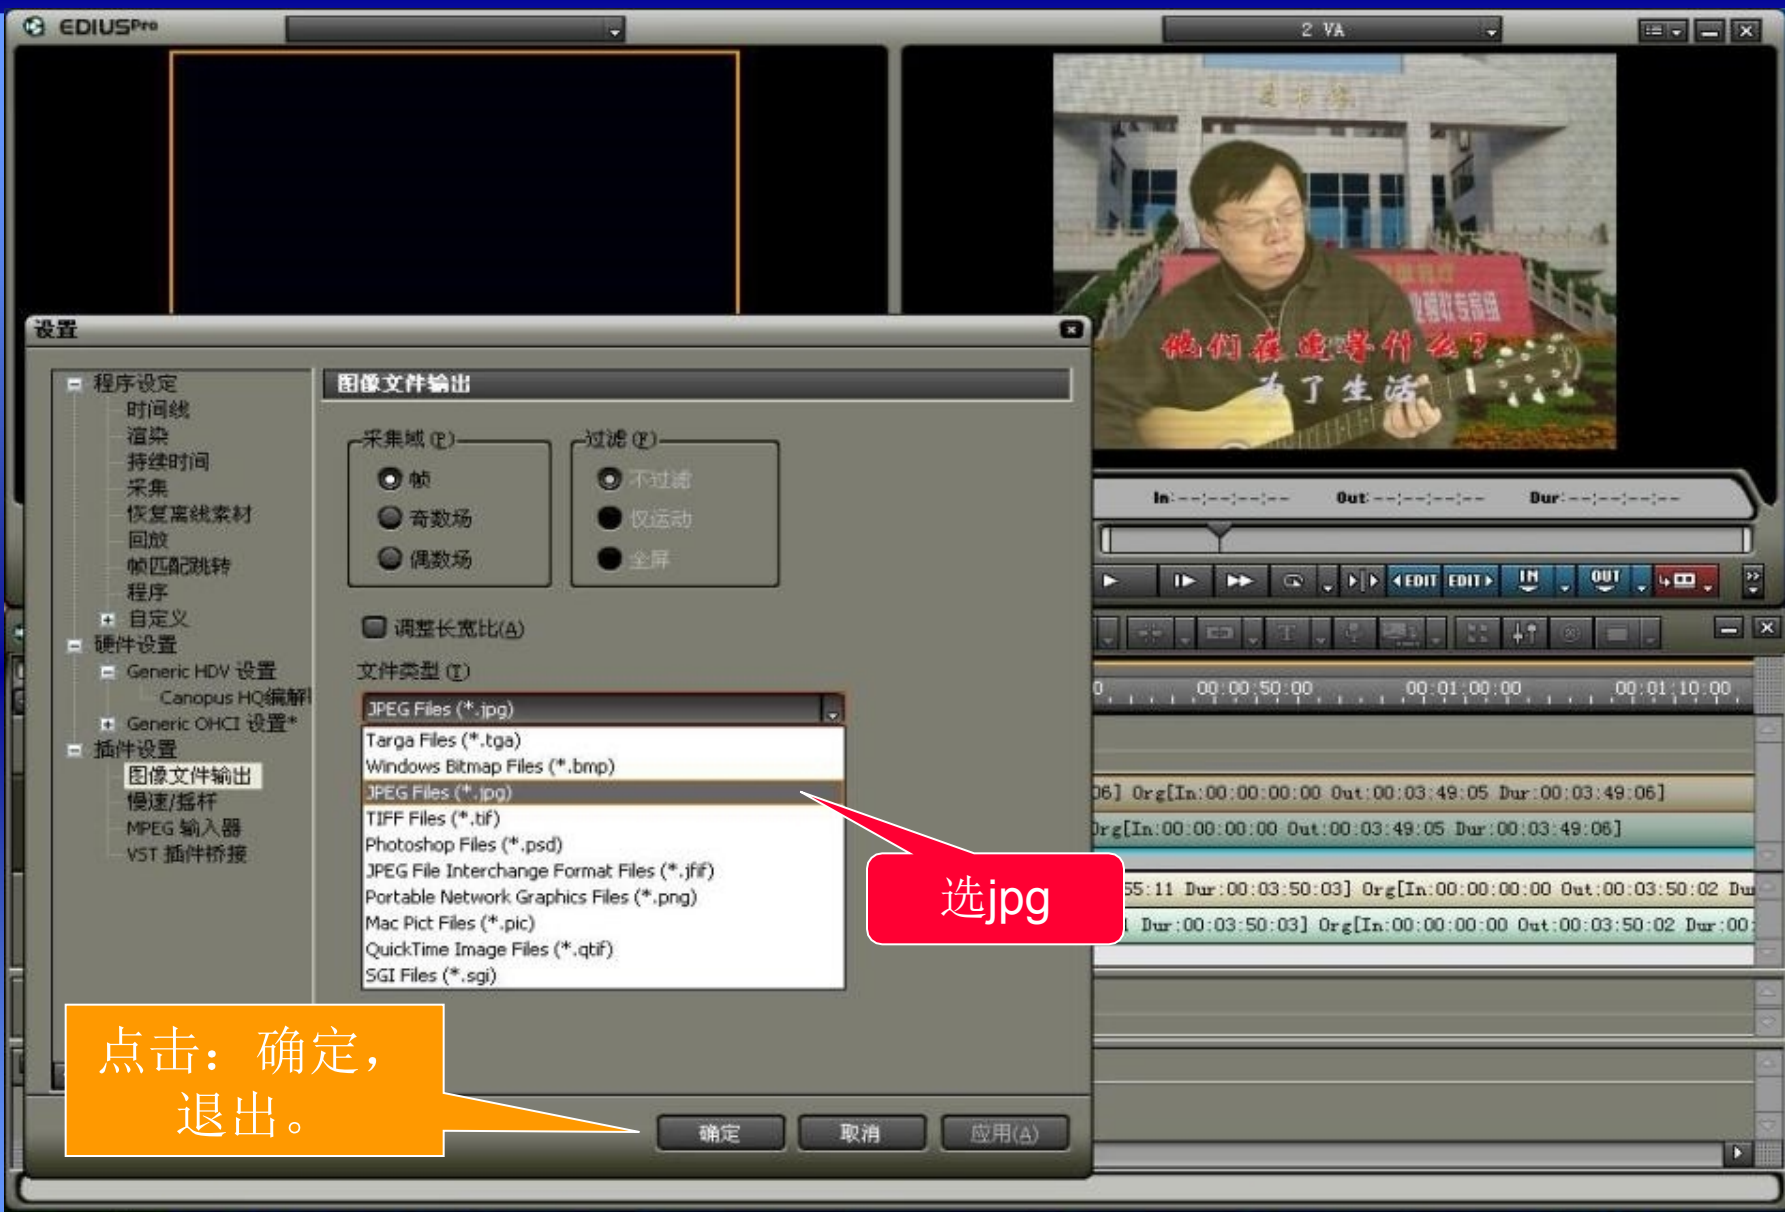 EDIUSPro
2 VA
他们在追寻什么?
为了生活
设置
程序设定
时间线
渲染
持续时间
采集
恢复离线素材
回放
帧匹配跳转
程序
自定义
硬件设置
Generic HDV 设置
Canopus HQ编解
Generic OHCI 设置*
插件设置
图像文件输出
慢速/摇杆
MPEG 输入器
VST 插件桥接
图像文件输出
采集域(P)
帧
奇数场
偶数场
过滤(F)
不过滤
仅运动
全屏
调整长宽比(A)
文件类型(T)
JPEG Files (*.jpg)
Targa Files (*.tga)
Windows Bitmap Files (*.bmp)
JPEG Files (*.jpg)
TIFF Files (*.tif)
Photoshop Files (*.psd)
JPEG File Interchange Format Files (*.jfif)
Portable Network Graphics Files (*.png)
Mac Pict Files (*.pic)
QuickTime Image Files (*.qtif)
SGI Files (*.sgi)
选jpg
点击：确定，
退出。
确定
取消
应用(A)
In:--:--:--:-- Out:--:--:--:-- Dur:--:--:--:--
EDIT EDIT IN OUT
00:00:50:00 00:01:00:00 00:01:10:00
06] Org[In:00:00:00:00 Out:00:03:49:05 Dur:00:03:49:06]
Org[In:00:00:00:00 Out:00:03:49:05 Dur:00:03:49:06]
55:11 Dur:00:03:50:03] Org[In:00:00:00:00 Out:00:03:50:02 Du
Dur:00:03:50:03] Org[In:00:00:00:00 Out:00:03:50:02 Dur:00: